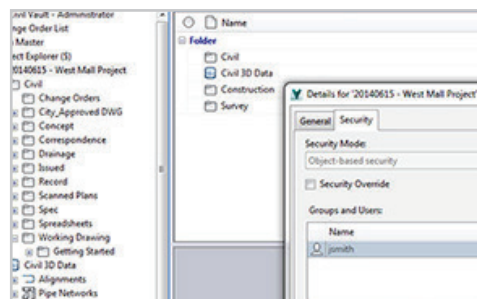 Civil Vault - Administrator
nge Order List
Master
ect Explorer ($)
20140615 - West Mall Project
Civil
Change Orders
City_Approved DWG
Concept
Correspondence
Drainage
Issued
Record
Scanned Plans
Spec
Spreadsheets
Working Drawing
Getting Started
Civil 3D Data
Alignments
Pipe Networks
Name
Folder
Civil
Civil 3D Data
Construction
Survey
Details for '20140615 - West Mall Project'
General Security
Security Mode:
Object-based security
Security Override
Groups and Users:
Name
jsmith